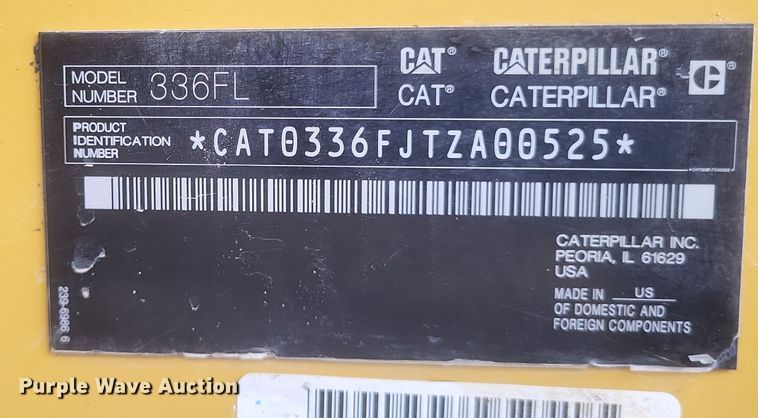 CAT® CATERPILLAR®
CAT® CATERPILLAR®
MODEL NUMBER 336FL
PRODUCT IDENTIFICATION NUMBER *CAT0336FJTZA00525*
CATERPILLAR INC.
PEORIA, IL 61629
USA
MADE IN US
OF DOMESTIC AND
FOREIGN COMPONENTS
239-6986 6
Purple Wave Auction